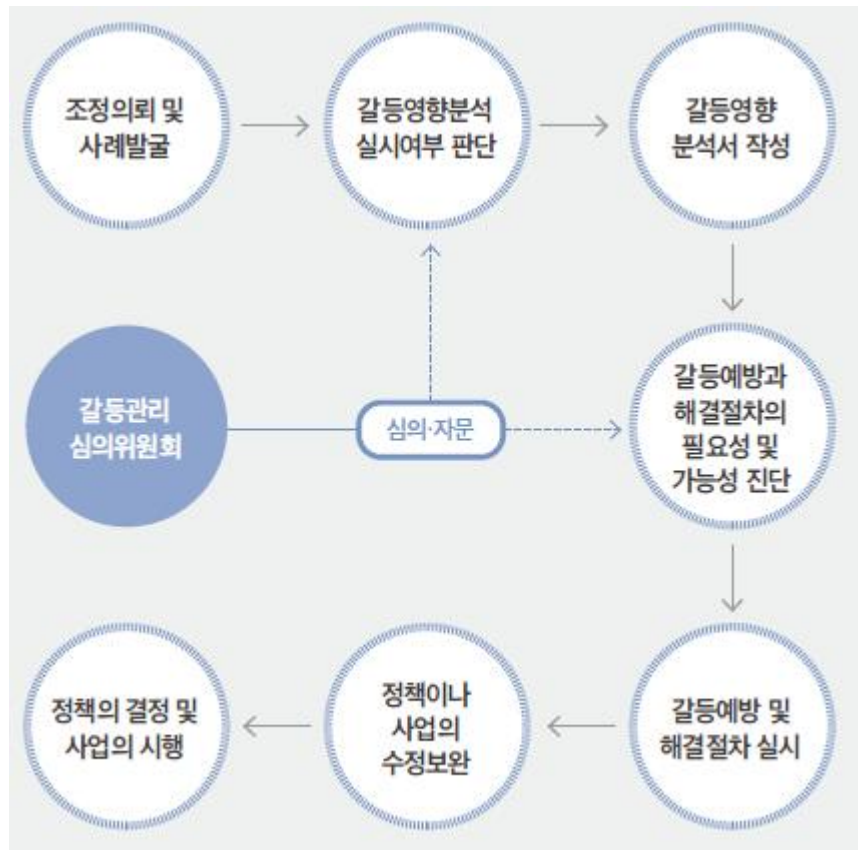 조정의뢰 및
사례발굴
갈등영향분석
실시여부 판단
갈등영향
분석서 작성
갈등관리
심의위원회
심의·자문
갈등예방과
해결절차의
필요성 및
가능성 진단
정책의 결정 및
사업의 시행
정책이나
사업의
수정보완
갈등예방 및
해결절차 실시